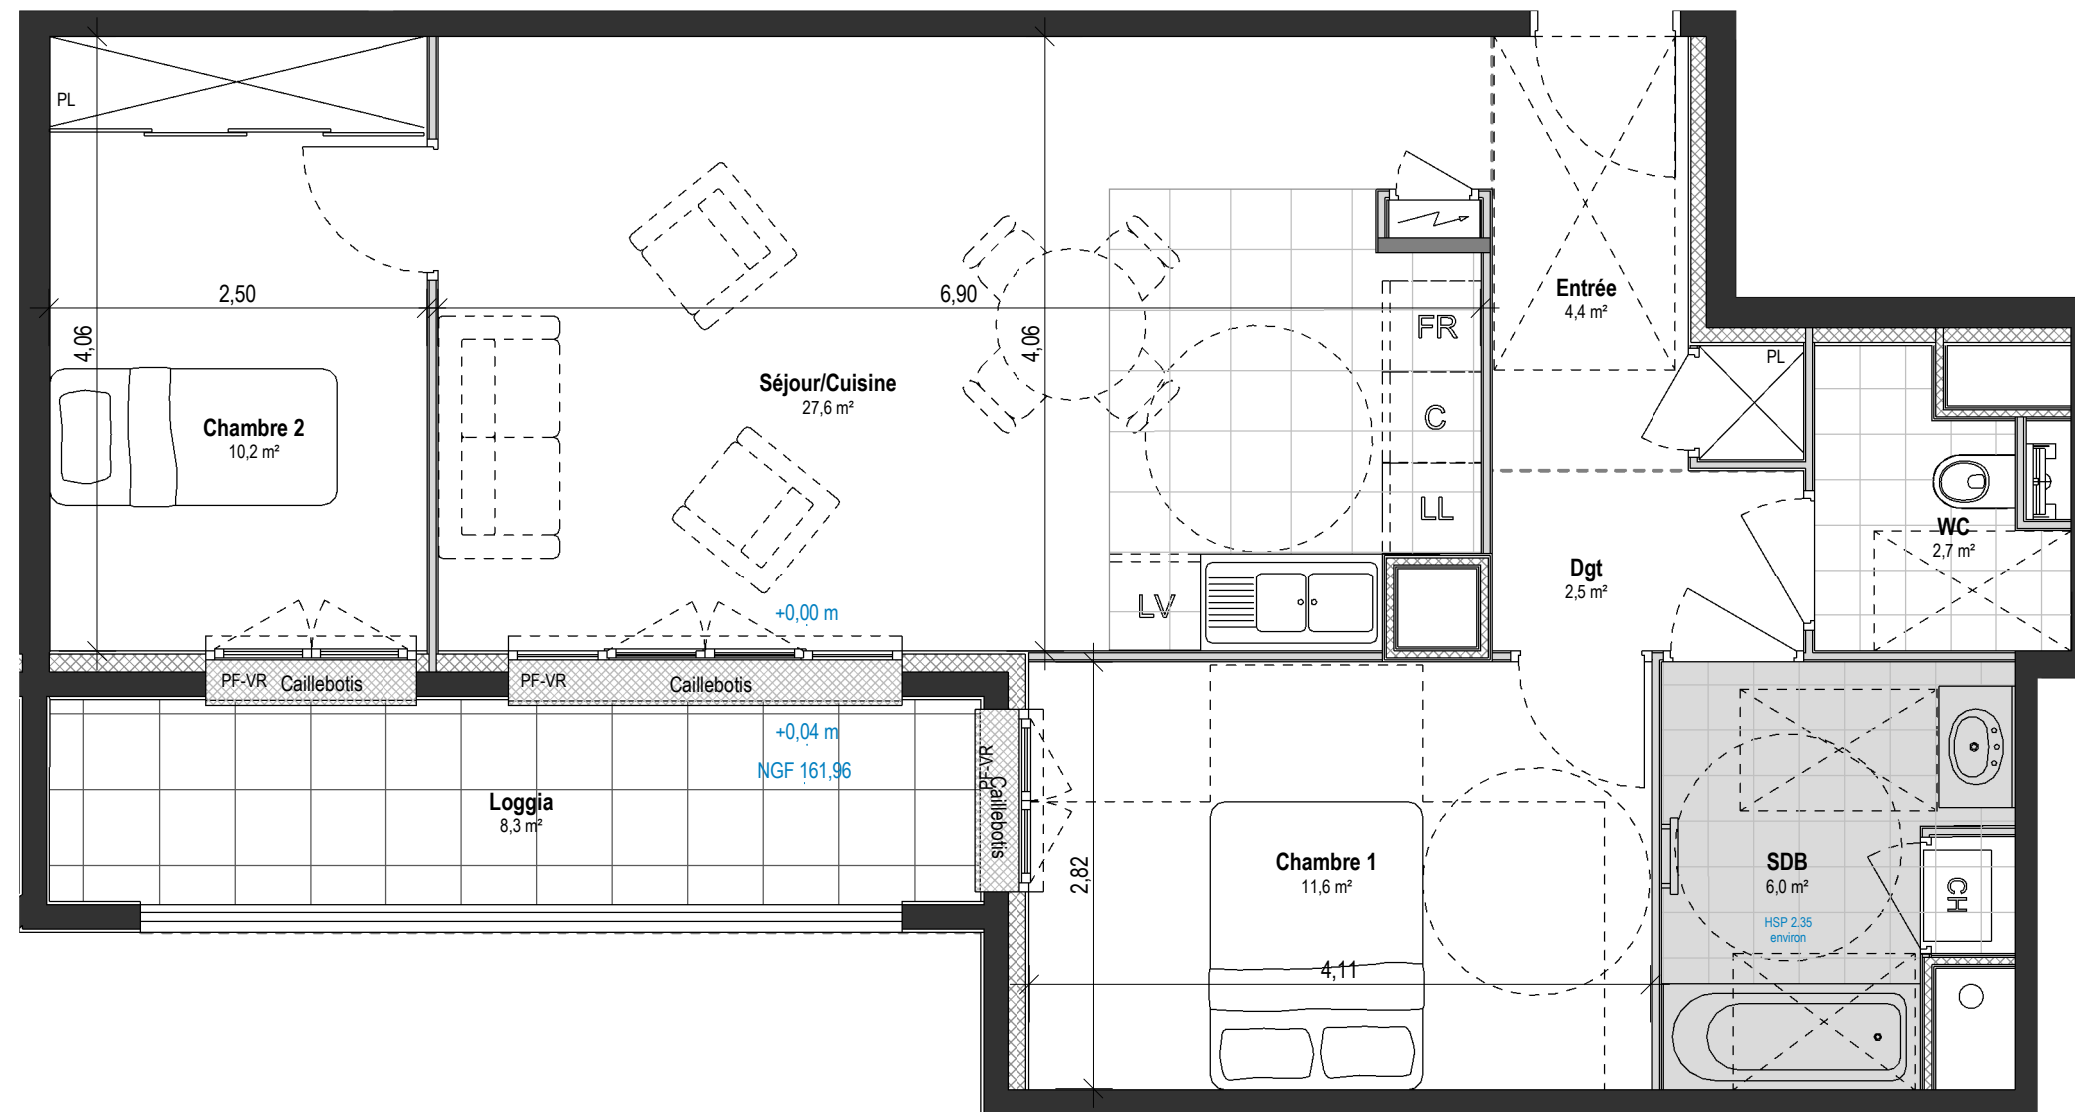 PL
2,50
4,06
Chambre 2
10,2 m²
6,90
4,06
Séjour/Cuisine
27,6 m²
FR
C
LL
LV
Entrée
4,4 m²
PL
WC
2,7 m²
Dgt
2,5 m²
+0,00 m
PF-VR
Caillebotis
PF-VR
Caillebotis
+0,04 m
NGF 161,96
Loggia
8,3 m²
PF-VR
Caillebotis
2,82
Chambre 1
11,6 m²
4,11
SDB
6,0 m²
HSP 2.35
environ
CH